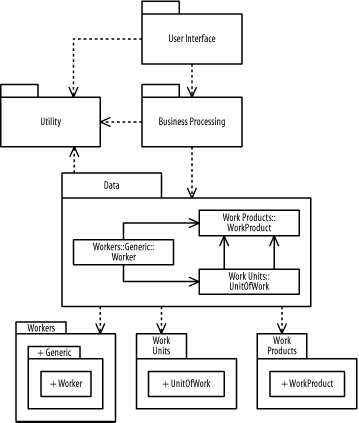 User Interface
Utility
Business Processing
Data
Work Products::
WorkProduct
Workers::Generic::
Worker
Work Units::
UnitOfWork
Workers
+ Generic
+ Worker
Work
Units
+ UnitOfWork
Work
Products
+ WorkProduct